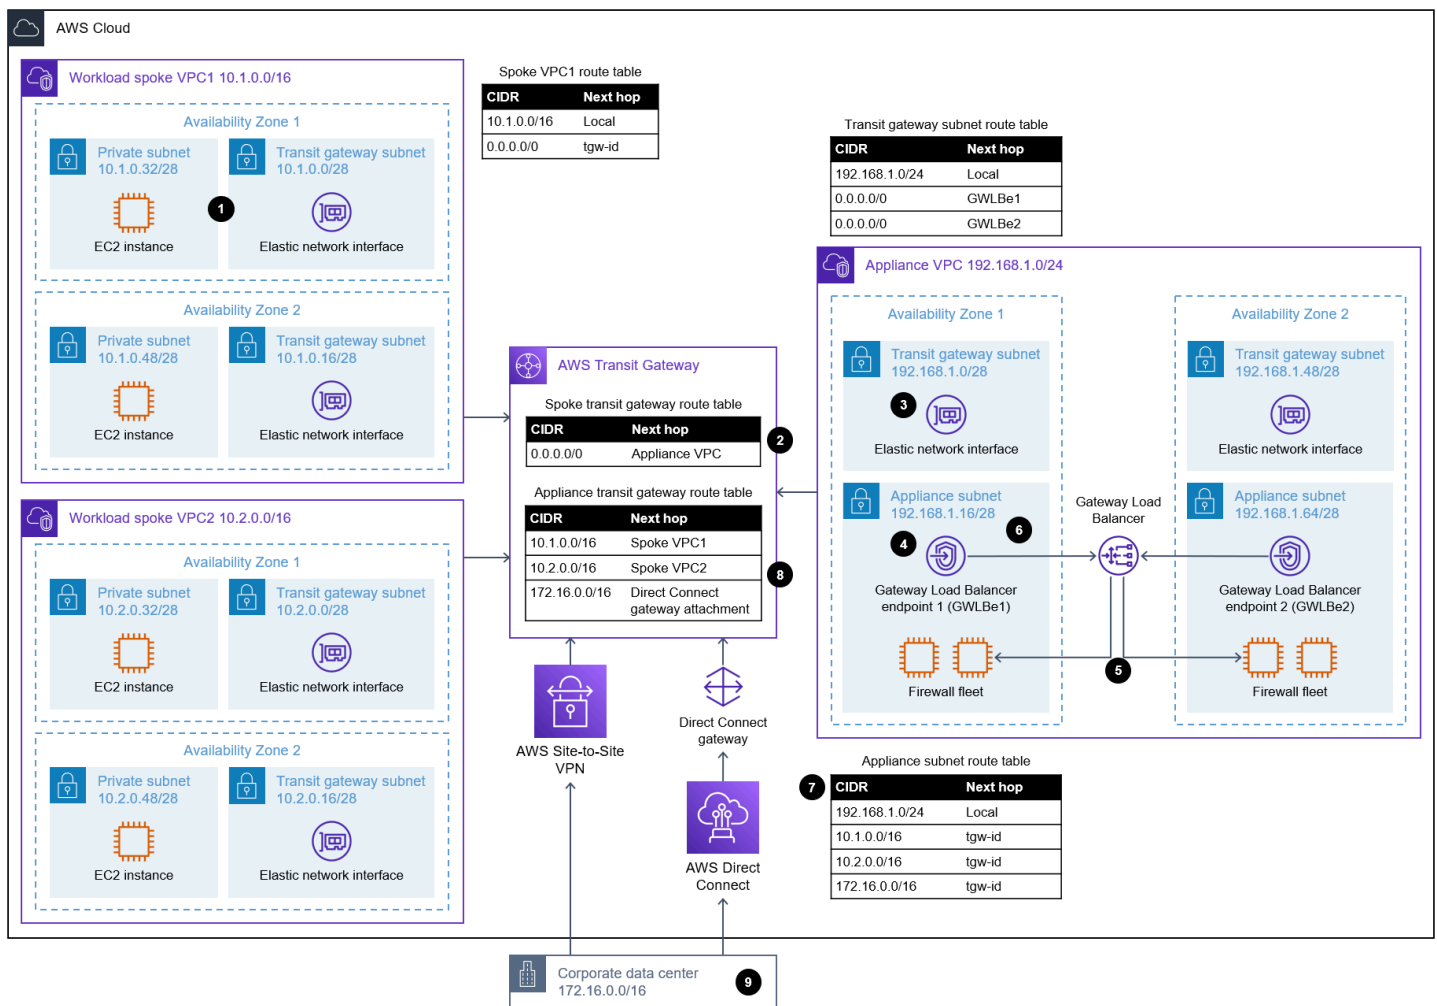 AWS Cloud
Workload spoke VPC1 10.1.0.0/16
Availability Zone 1
Private subnet
10.1.0.32/28
EC2 instance
1
Transit gateway subnet
10.1.0.0/28
Elastic network interface
Availability Zone 2
Private subnet
10.1.0.48/28
EC2 instance
Transit gateway subnet
10.1.0.16/28
Elastic network interface
Workload spoke VPC2 10.2.0.0/16
Availability Zone 1
Private subnet
10.2.0.32/28
EC2 instance
Transit gateway subnet
10.2.0.0/28
Elastic network interface
Availability Zone 2
Private subnet
10.2.0.48/28
EC2 instance
Transit gateway subnet
10.2.0.16/28
Elastic network interface
Spoke VPC1 route table
CIDR Next hop
10.1.0.0/16 Local
0.0.0.0/0 tgw-id
AWS Transit Gateway
Spoke transit gateway route table
CIDR Next hop
0.0.0.0/0 Appliance VPC
2
Appliance transit gateway route table
CIDR Next hop
10.1.0.0/16 Spoke VPC1
10.2.0.0/16 Spoke VPC2
172.16.0.0/16 Direct Connect
gateway attachment
8
AWS Site-to-Site
VPN
Direct Connect
gateway
AWS Direct
Connect
Corporate data center
172.16.0.0/16
9
Transit gateway subnet route table
CIDR Next hop
192.168.1.0/24 Local
0.0.0.0/0 GWLBe1
0.0.0.0/0 GWLBe2
Appliance VPC 192.168.1.0/24
Availability Zone 1
Transit gateway subnet
192.168.1.0/28
3
Elastic network interface
Appliance subnet
192.168.1.16/28
4
6
Gateway Load Balancer
endpoint 1 (GWLBe1)
Firewall fleet
Gateway Load
Balancer
5
Availability Zone 2
Transit gateway subnet
192.168.1.48/28
Elastic network interface
Appliance subnet
192.168.1.64/28
Gateway Load Balancer
endpoint 2 (GWLBe2)
Firewall fleet
Appliance subnet route table
7
CIDR Next hop
192.168.1.0/24 Local
10.1.0.0/16 tgw-id
10.2.0.0/16 tgw-id
172.16.0.0/16 tgw-id